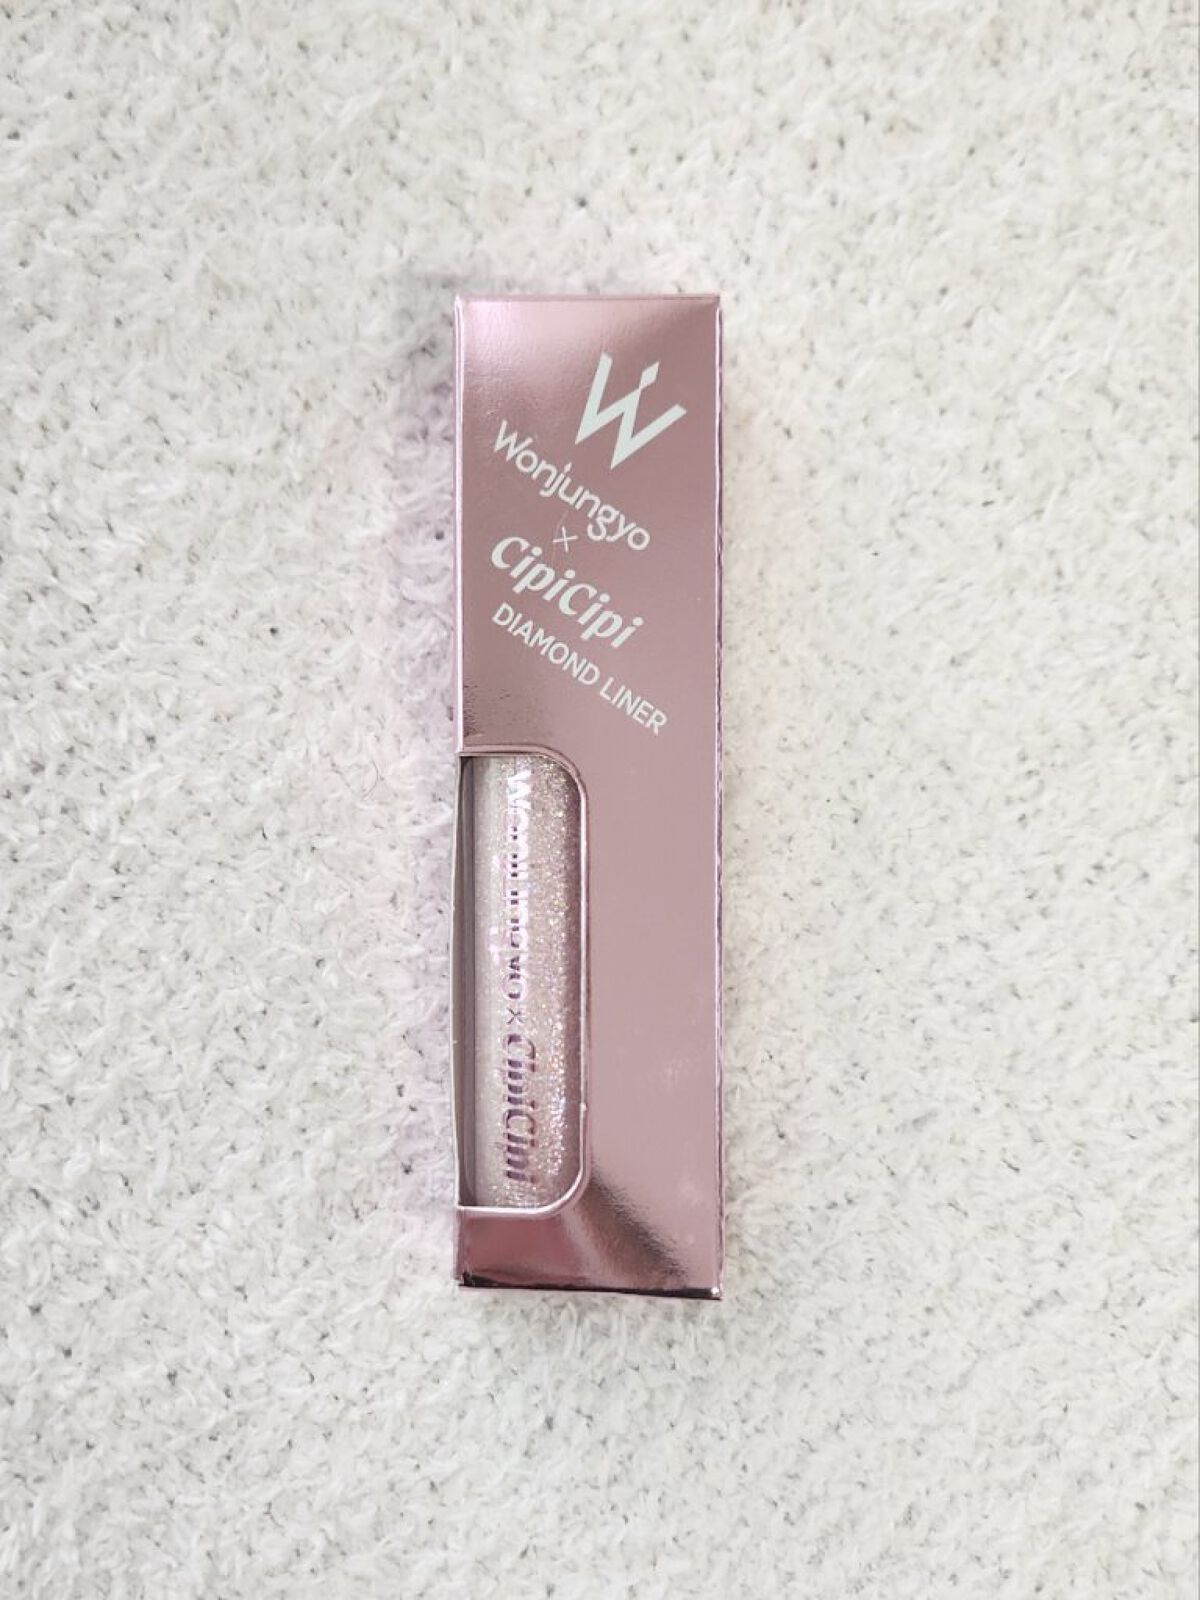 W
Wonjungyo
×
CipiCipi
DIAMOND LINER
Wonjungyo × CipiCipi